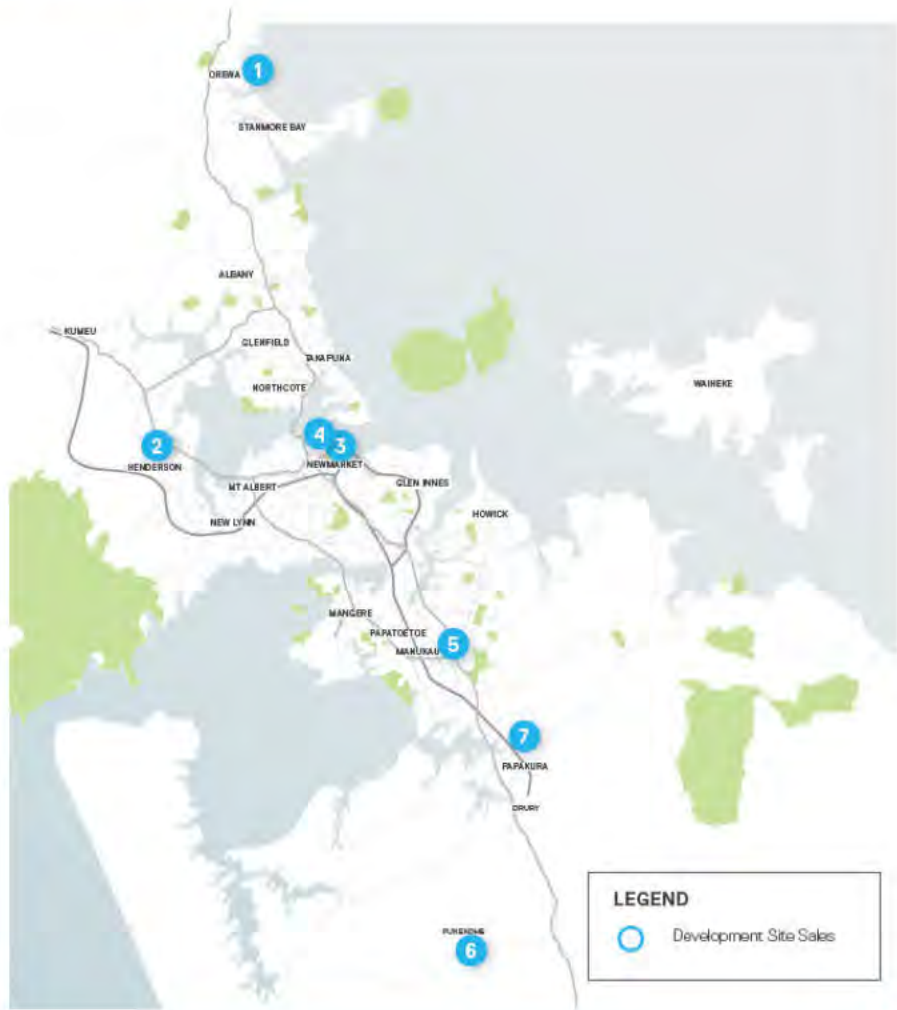 OREWA
1
STANMORE BAY
ALBANY
KUMEU
GLENFIELD
TAKAPUNA
NORTHCOTE
WAIHEKE
2
HENDERSON
4
3
NEWMARKET
MT ALBERT
GLEN INNES
NEW LYNN
HOWICK
MANGERE
PAPATOETOE
MANUKAU
5
7
PAPAKURA
DRURY
PUKEKOHE
6
LEGEND
Development Site Sales